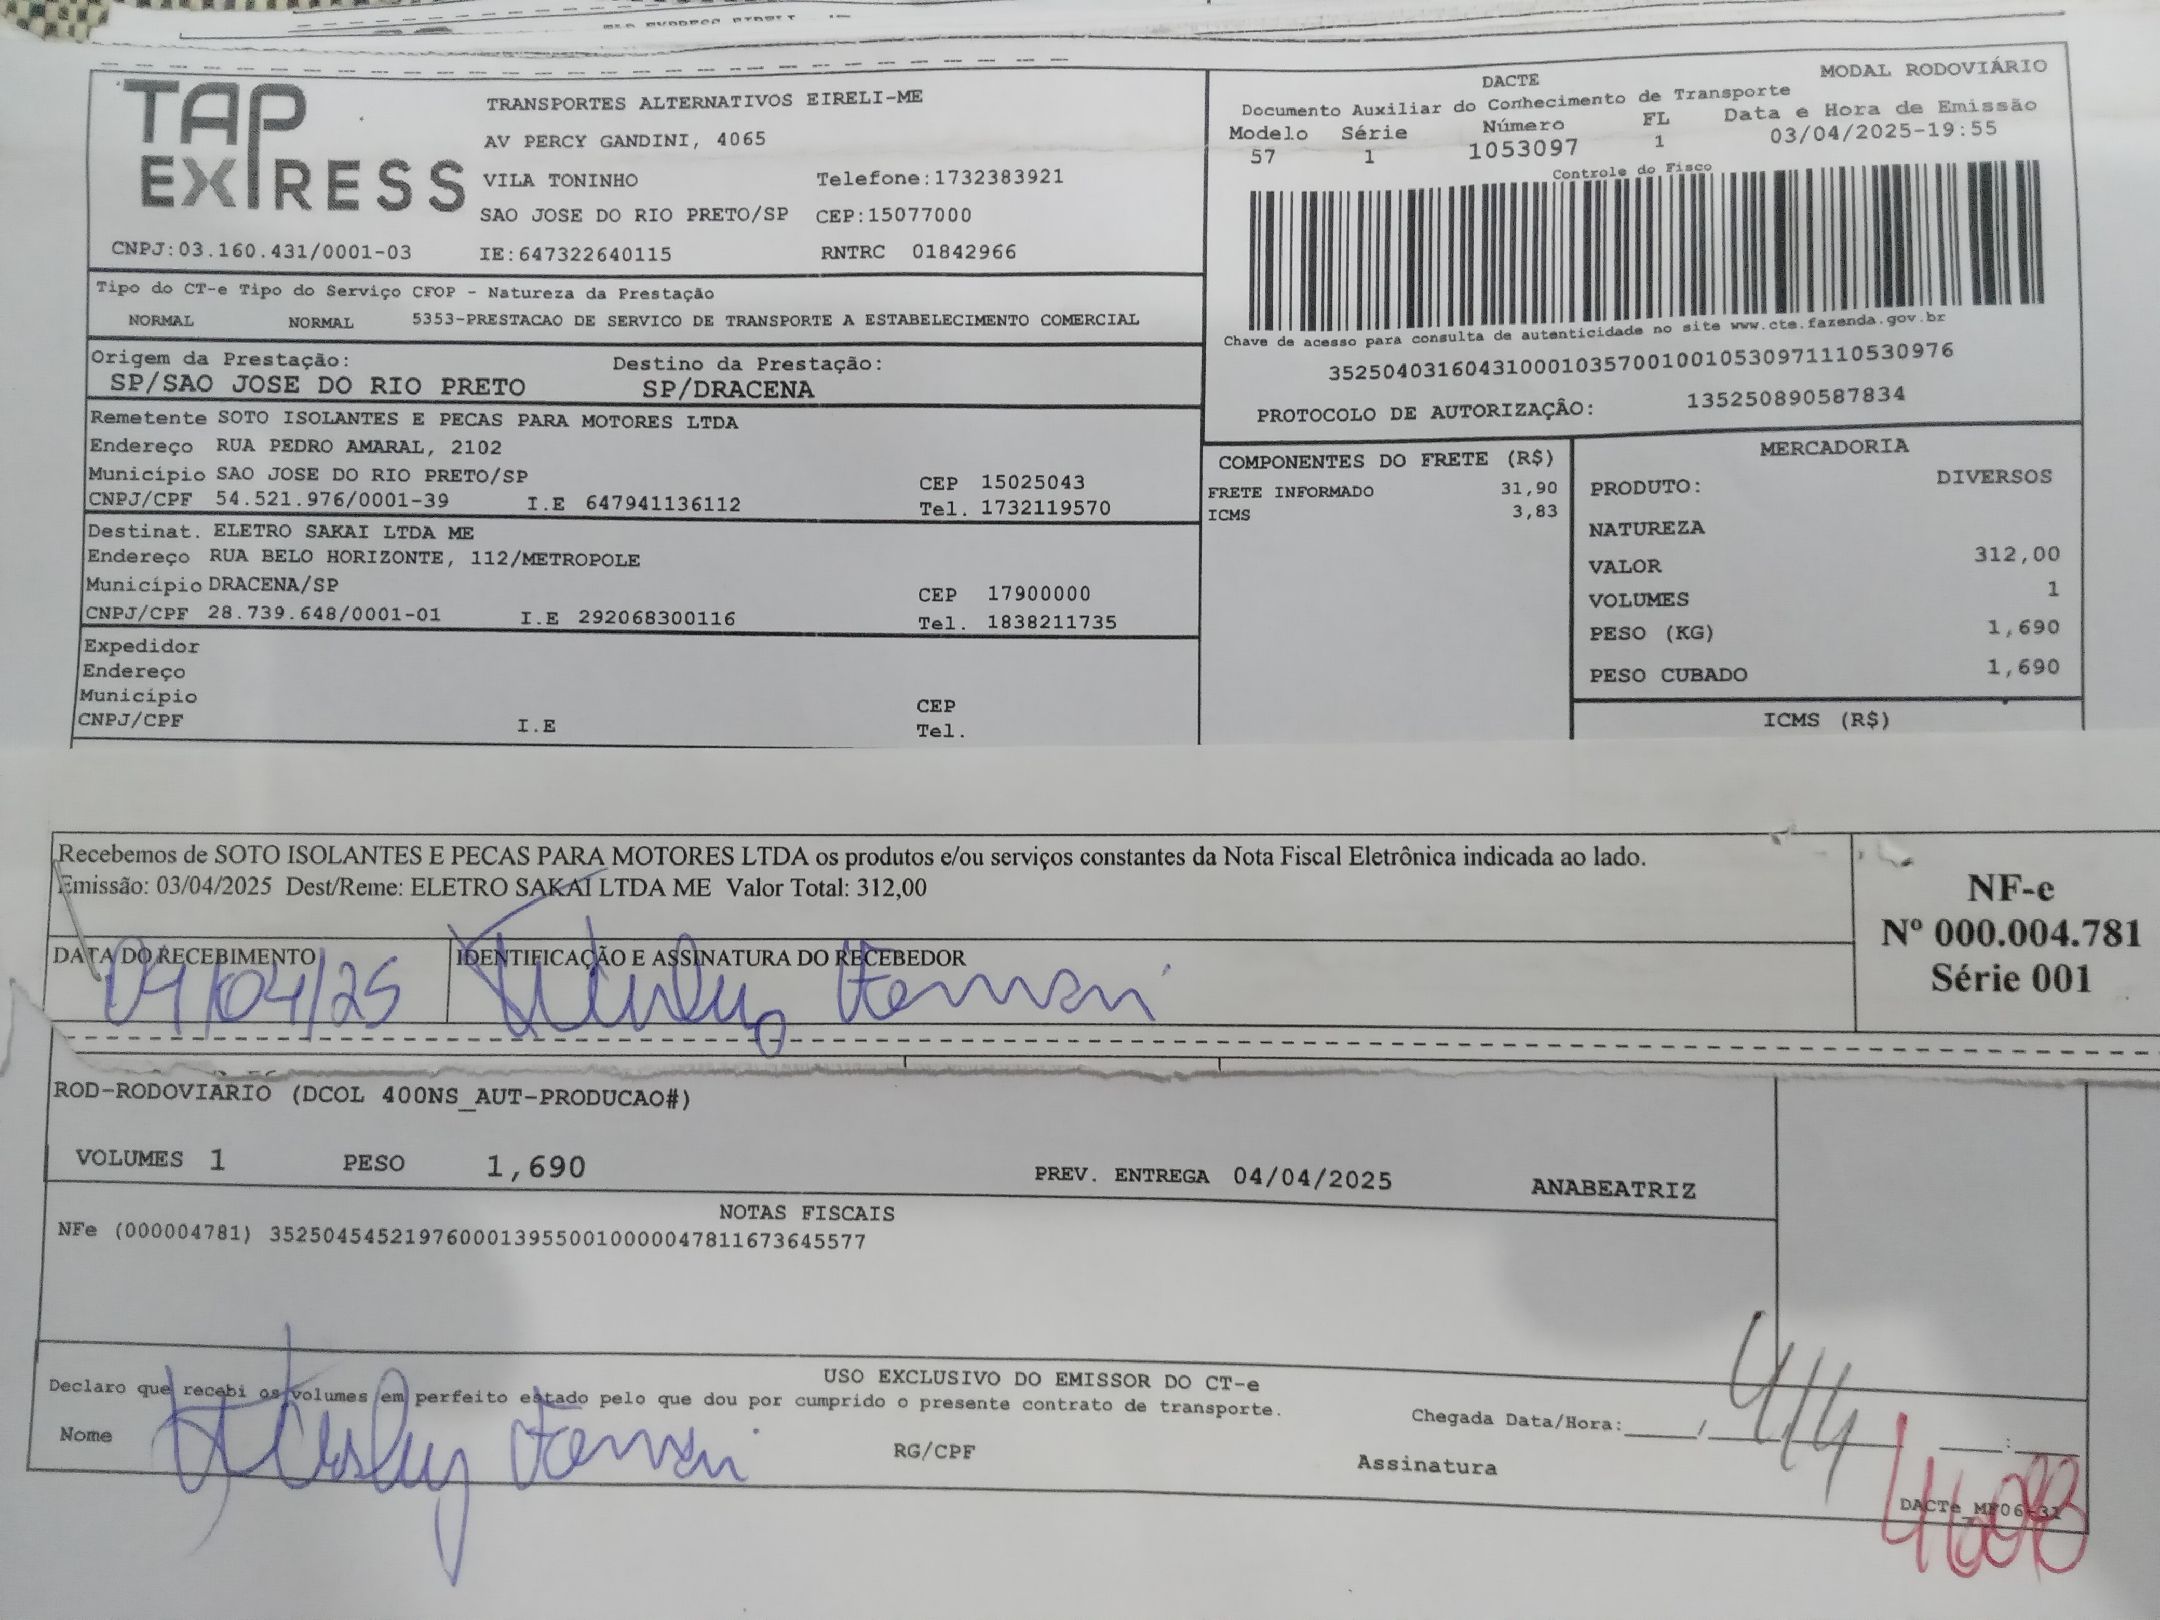 TAP EXPRESS
TRANSPORTES ALTERNATIVOS EIRELI-ME
AV PERCY GANDINI, 4065
VILA TONINHO Telefone:1732383921
SAO JOSE DO RIO PRETO/SP CEP:15077000
CNPJ:03.160.431/0001-03 IE:647322640115 RNTRC 01842966
DACTE MODAL RODOVIÁRIO
Documento Auxiliar do Conhecimento de Transporte
Modelo Série Número FL Data e Hora de Emissão
57 1 1053097 1 03/04/2025-19:55
Controle do Fisco
Chave de acesso para consulta de autenticidade no site www.cte.fazenda.gov.br
35250403160431000103570010010530971110530976
PROTOCOLO DE AUTORIZAÇÂO: 135250890587834
Tipo do CT-e Tipo do Serviço CFOP - Natureza da Prestação
NORMAL NORMAL 5353-PRESTACAO DE SERVICO DE TRANSPORTE A ESTABELECIMENTO COMERCIAL
Origem da Prestação: Destino da Prestação:
SP/SAO JOSE DO RIO PRETO SP/DRACENA
Remetente SOTO ISOLANTES E PECAS PARA MOTORES LTDA
Endereço RUA PEDRO AMARAL, 2102
Município SAO JOSE DO RIO PRETO/SP CEP 15025043
CNPJ/CPF 54.521.976/0001-39 I.E 647941136112 Tel. 1732119570
Destinat. ELETRO SAKAI LTDA ME
Endereço RUA BELO HORIZONTE, 112/METROPOLE
Município DRACENA/SP CEP 17900000
CNPJ/CPF 28.739.648/0001-01 I.E 292068300116 Tel. 1838211735
Expedidor
Endereço
Município CEP
CNPJ/CPF I.E Tel.
COMPONENTES DO FRETE (R$)
FRETE INFORMADO 31,90
ICMS 3,83
MERCADORIA
PRODUTO: DIVERSOS
NATUREZA
VALOR 312,00
VOLUMES 1
PESO (KG) 1,690
PESO CUBADO 1,690
ICMS (R$)
Recebemos de SOTO ISOLANTES E PECAS PARA MOTORES LTDA os produtos e/ou serviços constantes da Nota Fiscal Eletrônica indicada ao lado.
Emissão: 03/04/2025 Dest/Reme: ELETRO SAKAI LTDA ME Valor Total: 312,00
DATA DO RECEBIMENTO IDENTIFICAÇÃO E ASSINATURA DO RECEBEDOR
04/04/25
NF-e
Nº 000.004.781
Série 001
ROD-RODOVIARIO (DCOL 400NS_AUT-PRODUCAO#)
VOLUMES 1 PESO 1,690 PREV. ENTREGA 04/04/2025 ANABEATRIZ
NOTAS FISCAIS
NFe (000004781) 35250454521976000139550010000047811673645577
USO EXCLUSIVO DO EMISSOR DO CT-e
Declaro que recebi os volumes em perfeito estado pelo que dou por cumprido o presente contrato de transporte.
Chegada Data/Hora: 4/4
Nome RG/CPF Assinatura
DACTe_MF06-31